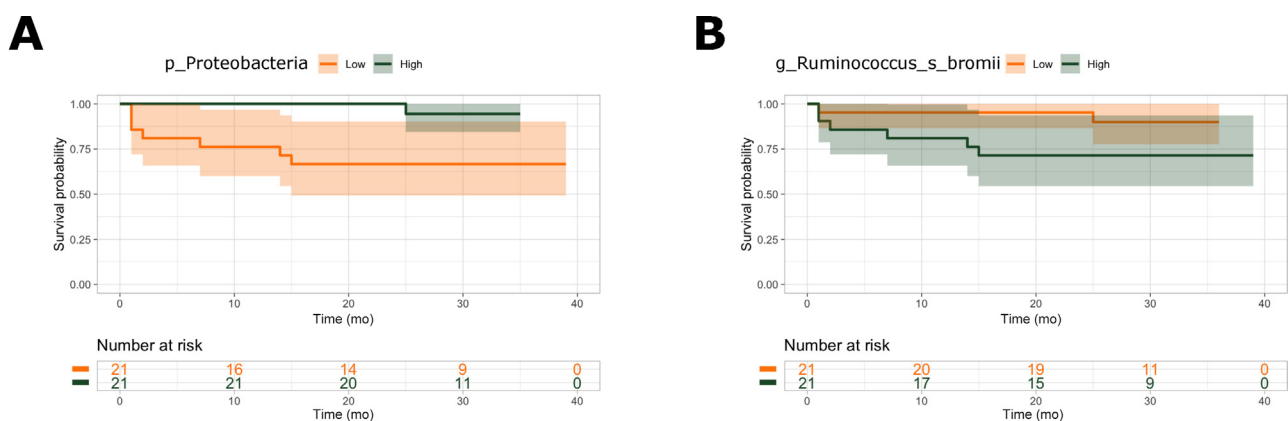 A
p_Proteobacteria Low High
1.00
0.75
0.50
0.25
0.00
Survival probability
0 10 20 30 40
Time (mo)
Number at risk
21 16 14 9 0
21 21 20 11 0
0 10 20 30 40
Time (mo)
B
g_Ruminococcus_s_bromii Low High
1.00
0.75
0.50
0.25
0.00
Survival probability
0 10 20 30 40
Time (mo)
Number at risk
21 20 19 11 0
21 17 15 9 0
0 10 20 30 40
Time (mo)